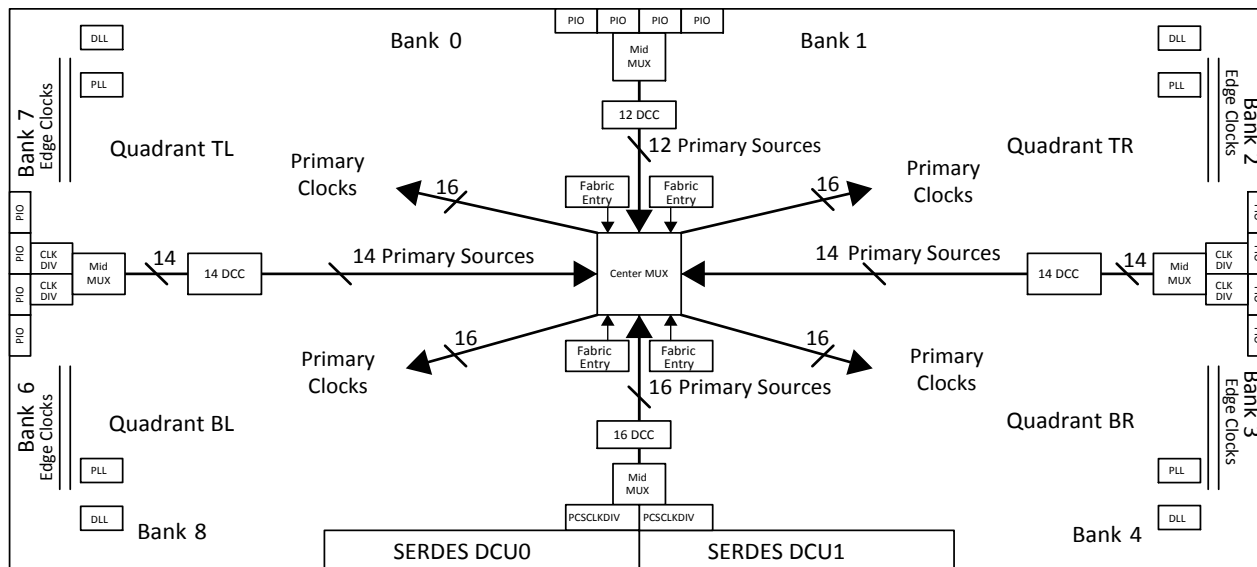 PIO PIO PIO PIO
Bank 0
Bank 1
DLL
DLL
Mid
MUX
PLL
PLL
Bank 7
Edge Clocks
Bank 2
Edge Clocks
12 DCC
Quadrant TL
Quadrant TR
12 Primary Sources
Primary
Clocks
16
Fabric
Entry
Fabric
Entry
16
Primary
Clocks
PIO
PIO
PIO
PIO
CLK
DIV
CLK
DIV
Mid
MUX
14
14 DCC
14 Primary Sources
Center MUX
14 Primary Sources
14 DCC
14
Mid
MUX
CLK
DIV
CLK
DIV
PIO
PIO
PIO
PIO
Primary
Clocks
16
Fabric
Entry
Fabric
Entry
16
Primary
Clocks
16 Primary Sources
Bank 6
Edge Clocks
Bank 3
Edge Clocks
Quadrant BL
Quadrant BR
16 DCC
PLL
PLL
Mid
MUX
DLL
DLL
PCSCLKDIV PCSCLKDIV
Bank 8
Bank 4
SERDES DCU0
SERDES DCU1